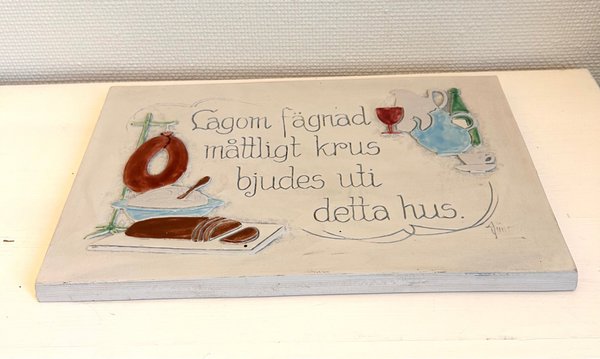 Lagom fägnad
måttligt krus
bjudes uti
detta hus.